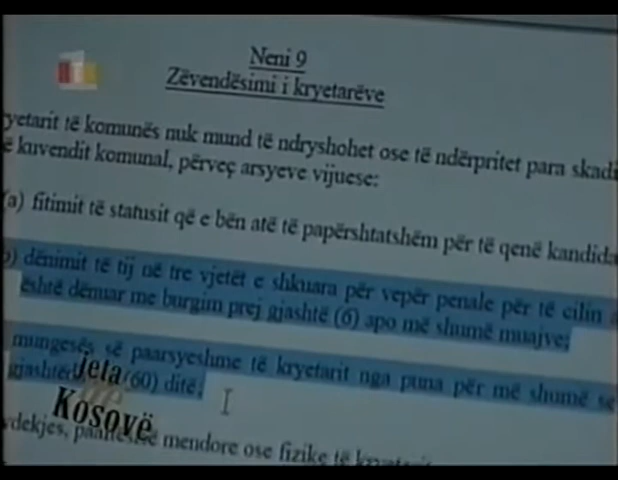 Neni 9
Zëvendësimi i kryetarëve
yetarit të komunës nuk mund të ndryshohet ose të ndërpritet para skadi
ë kuvendit komunal, përveç arsyeve vijuese:
(a) fitimit të statusit që e bën atë të papërshtatshëm për të qenë kandida
) dënimit të tij në tre vjetët e shkuara për vepër penale për të cilin
është dënuar me burgim prej gjashtë (6) apo më shumë muajve;
mungesës së paarsyeshme të kryetarit nga puna për më shumë se
(60) ditë;
jeta
në
Kosovë
vdekjes, mendore ose fizike të